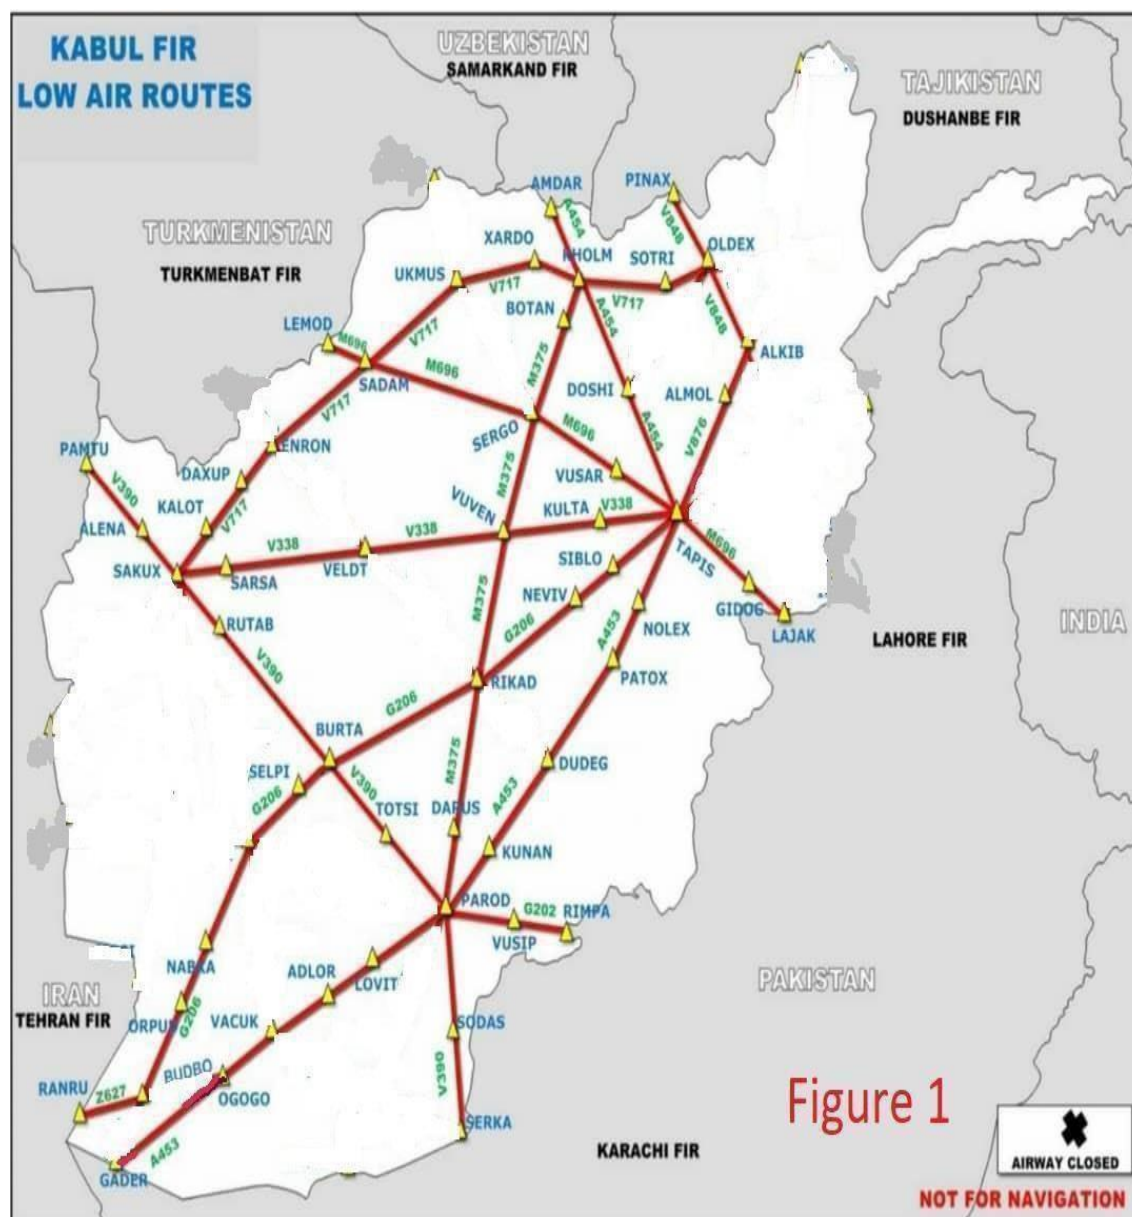 KABUL FIR
LOW AIR ROUTES
UZBEKISTAN
SAMARKAND FIR
TAJIKISTAN
DUSHANBE FIR
AMDAR
PINAX
A454
V848
TURKMENISTAN
TURKMENBAT FIR
XARDO
KHOLM
SOTRI
OLDEX
UKMUS
V717
V717
BOTAN
A454
V848
LEMOD
M696
V717
ALKIB
SADAM
M696
M375
DOSHI
ALMOL
V717
SERGO
M696
A454
V876
PAMTU
ENRON
DAXUP
VUSAR
V390
KALOT
V717
M375
VUVEN
KULTA
V338
ALENA
V338
V338
M696
SAKUX
SARSA
VELDT
SIBLO
TAPIS
NEVIV
GIDOG
RUTAB
M375
G206
A453
NOLEX
LAJAK
LAHORE FIR
INDIA
V390
RIKAD
PATOX
G206
BURTA
M375
SELPI
V390
DUDEG
G206
TOTSI
DARUS
A453
KUNAN
PAROD
G202
RIMPA
VUSIP
NABKA
ADLOR
LOVIT
PAKISTAN
IRAN
TEHRAN FIR
ORPUS
G206
VACUK
SODAS
RANRU
Z627
BUDBO
OGOGO
V390
SERKA
Figure 1
A453
GADER
KARACHI FIR
AIRWAY CLOSED
NOT FOR NAVIGATION